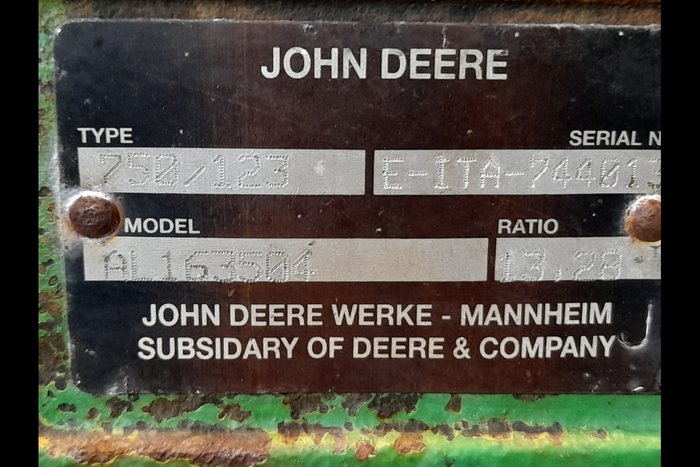 JOHN DEERE
TYPE SERIAL N
750/123 E-ITA-74401
MODEL RATIO
AL163504 13.28
JOHN DEERE WERKE - MANNHEIM
SUBSIDARY OF DEERE & COMPANY